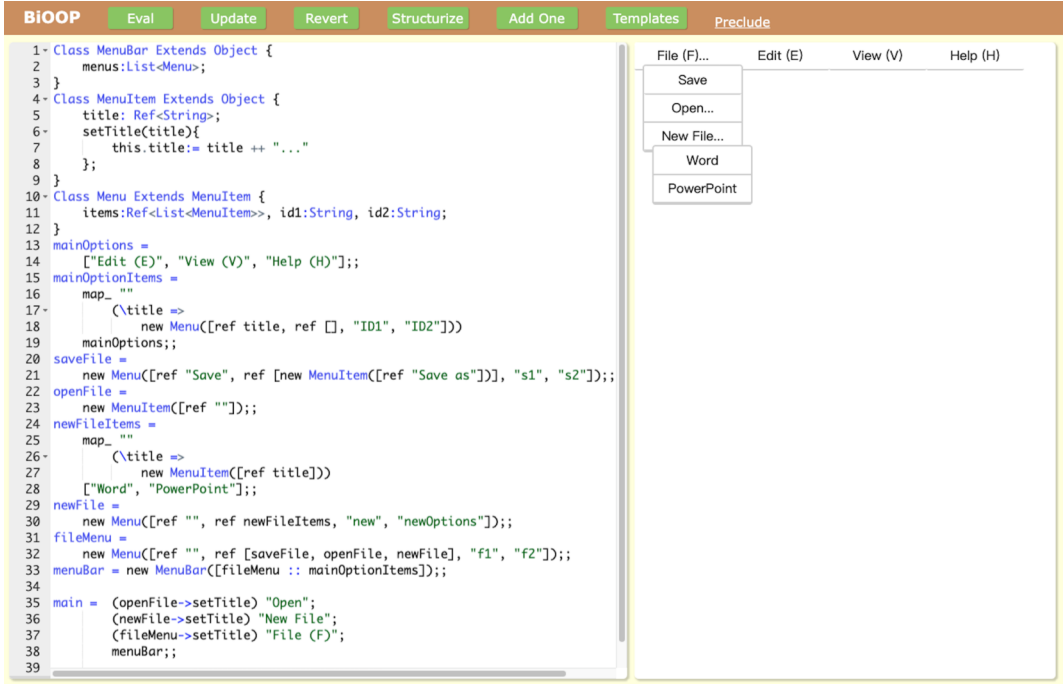 BiOOP Eval Update Revert Structurize Add One Templates Preclude
1 Class MenuBar Extends Object {
2     menus:List<Menu>;
3 }
4 Class MenuItem Extends Object {
5     title: Ref<String>;
6     setTitle(title){
7         this.title:= title ++ "..."
8     };
9 }
10 Class Menu Extends MenuItem {
11     items:Ref<List<MenuItem>>, id1:String, id2:String;
12 }
13 mainOptions =
14     ["Edit (E)", "View (V)", "Help (H)"];;
15 mainOptionItems =
16     map_ ""
17         (\title =>
18             new Menu([ref title, ref [], "ID1", "ID2"]))
19     mainOptions;;
20 saveFile =
21     new Menu([ref "Save", ref [new MenuItem([ref "Save as"])], "s1", "s2"]);;
22 openFile =
23     new MenuItem([ref ""]);;
24 newFileItems =
25     map_ ""
26         (\title =>
27             new MenuItem([ref title]))
28     ["Word", "PowerPoint"];;
29 newFile =
30     new Menu([ref "", ref newFileItems, "new", "newOptions"]);;
31 fileMenu =
32     new Menu([ref "", ref [saveFile, openFile, newFile], "f1", "f2"]);;
33 menuBar = new MenuBar([fileMenu :: mainOptionItems]);;
34
35 main =  (openFile->setTitle) "Open";
36         (newFile->setTitle) "New File";
37         (fileMenu->setTitle) "File (F)";
38         menuBar;;
39
File (F)... Edit (E) View (V) Help (H)
Save
Open...
New File...
Word
PowerPoint